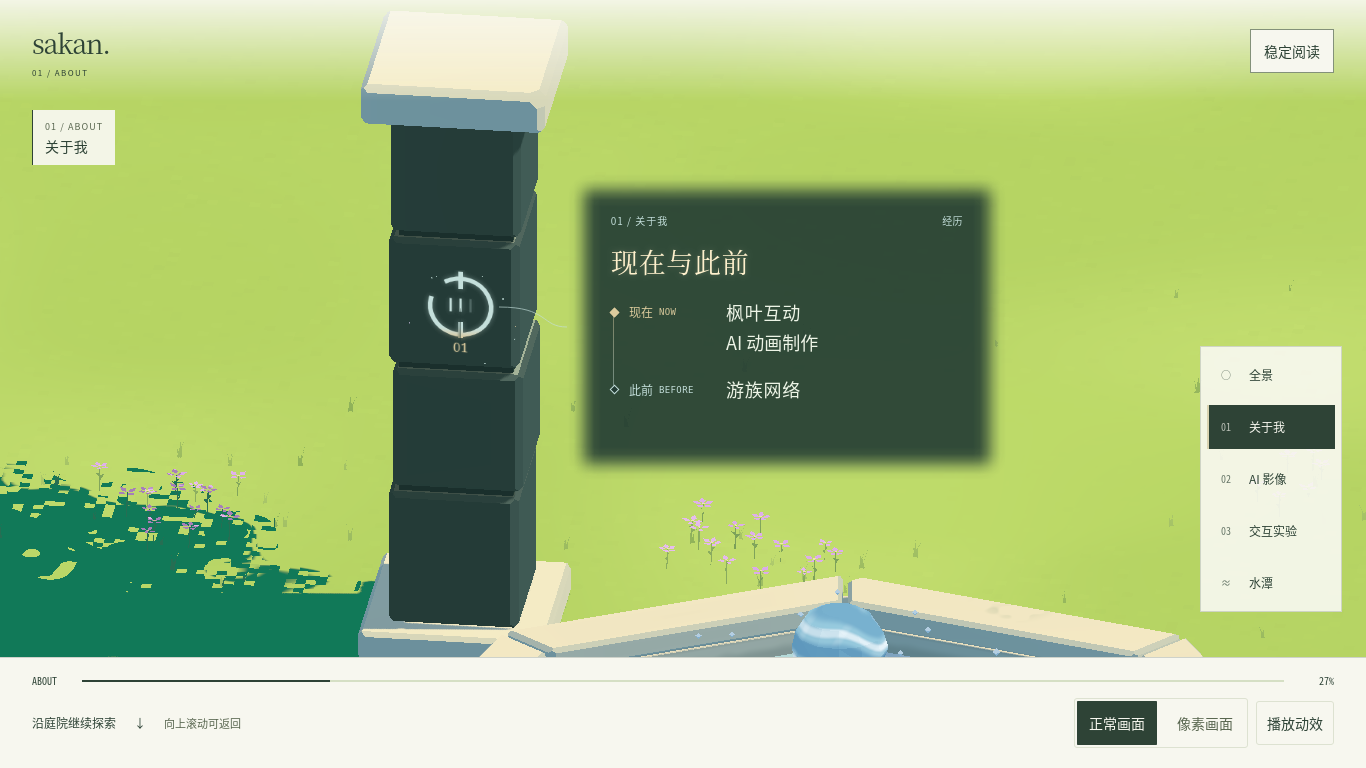 sakan.
01 / ABOUT
稳定阅读
01 / ABOUT
关于我
01 / 关于我
经历
现在与此前
现在 NOW
枫叶互动
AI 动画制作
此前 BEFORE
游族网络
01
全景
01 关于我
02 AI 影像
03 交互实验
≈ 水潭
ABOUT
27%
沿庭院继续探索 ↓ 向上滚动可返回
正常画面
像素画面
播放动效